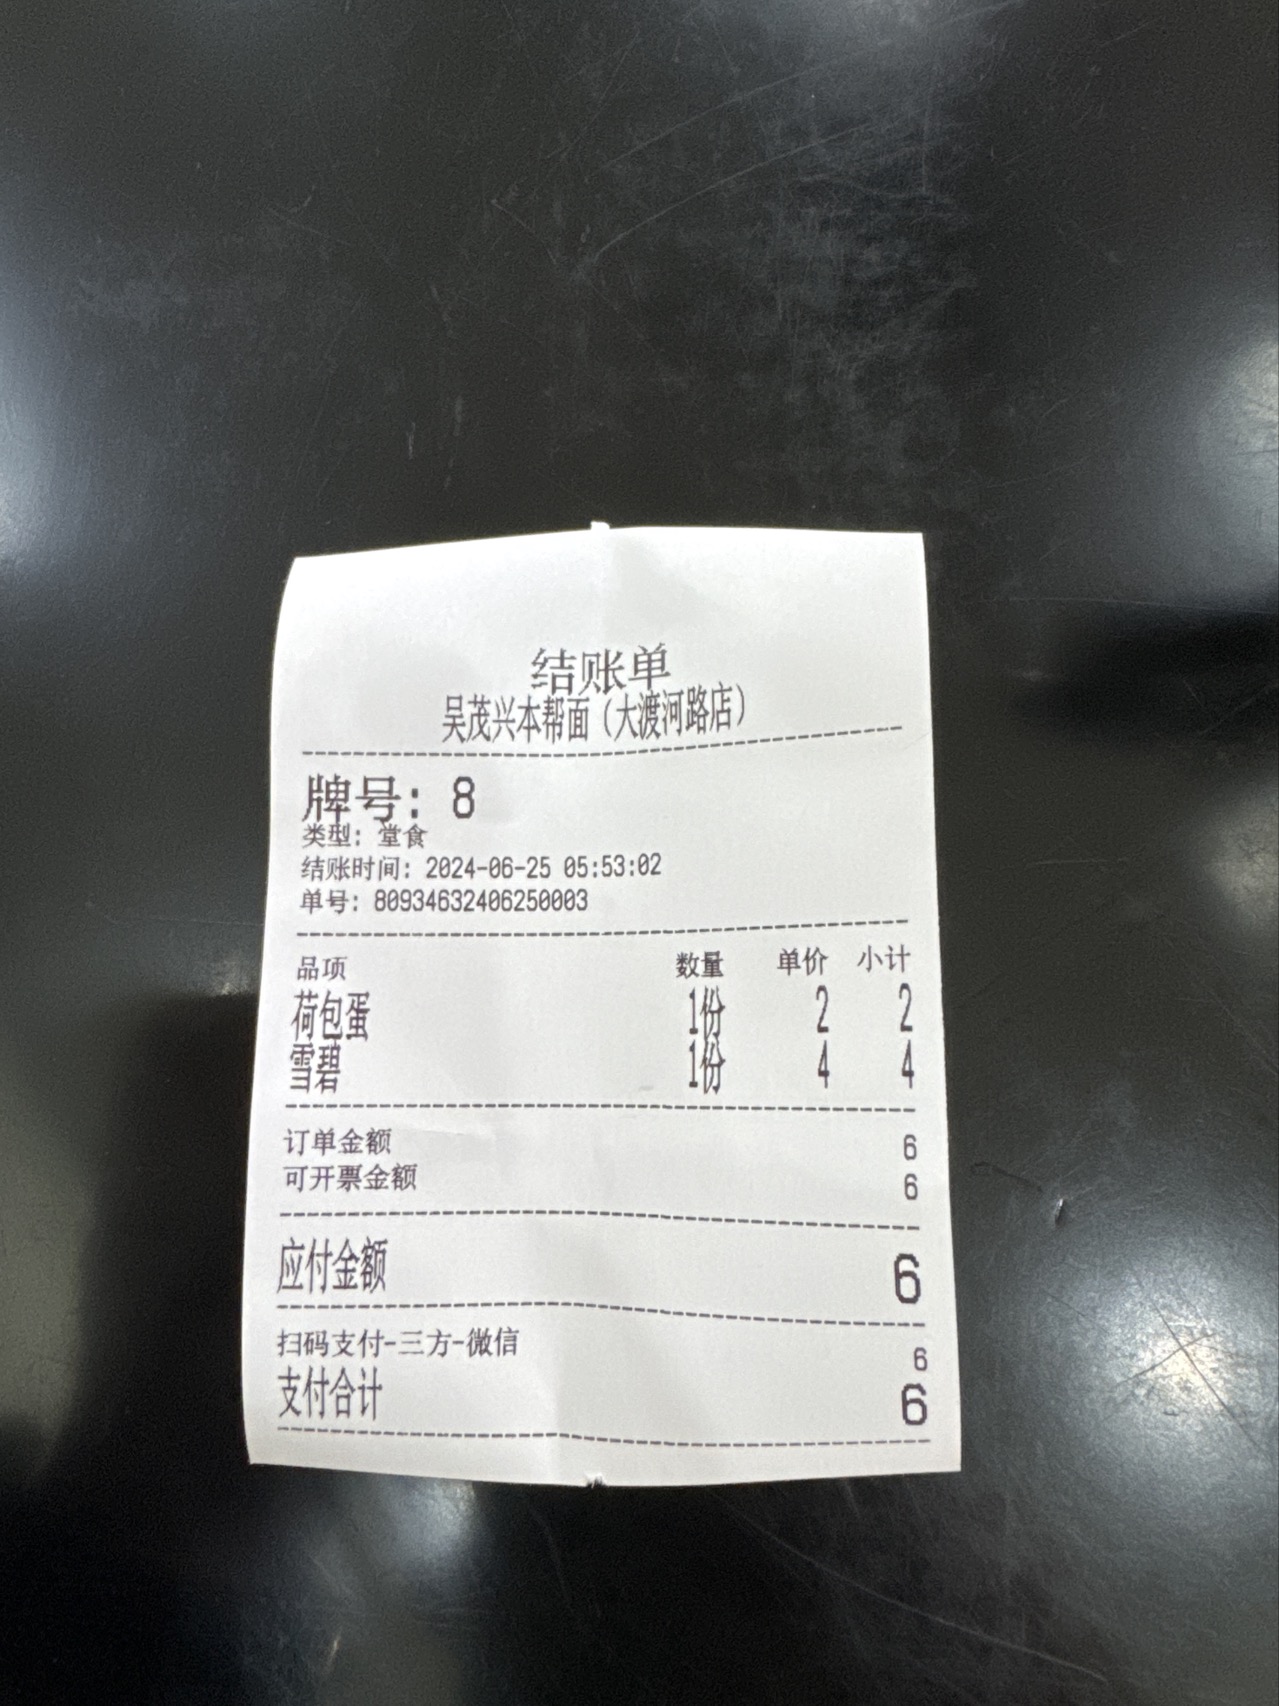 结账单
吴茂兴本帮面（大渡河路店）
牌号: 8
类型: 堂食
结账时间: 2024-06-25 05:53:02
单号: 80934632406250003
品项 数量 单价 小计
荷包蛋 1份 2 2
雪碧 1份 4 4
订单金额 6
可开票金额 6
应付金额 6
扫码支付-三方-微信 6
支付合计 6